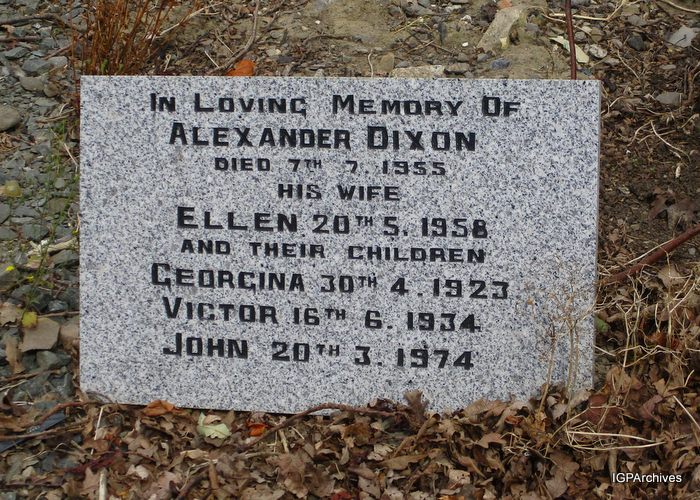 In Loving Memory Of
Alexander Dixon
died 7th 7. 1955
his wife
Ellen 20th 5. 1958
and their children
Georgina 30th 4. 1923
Victor 16th 6. 1934
John 20th 3. 1974
IGPArchives